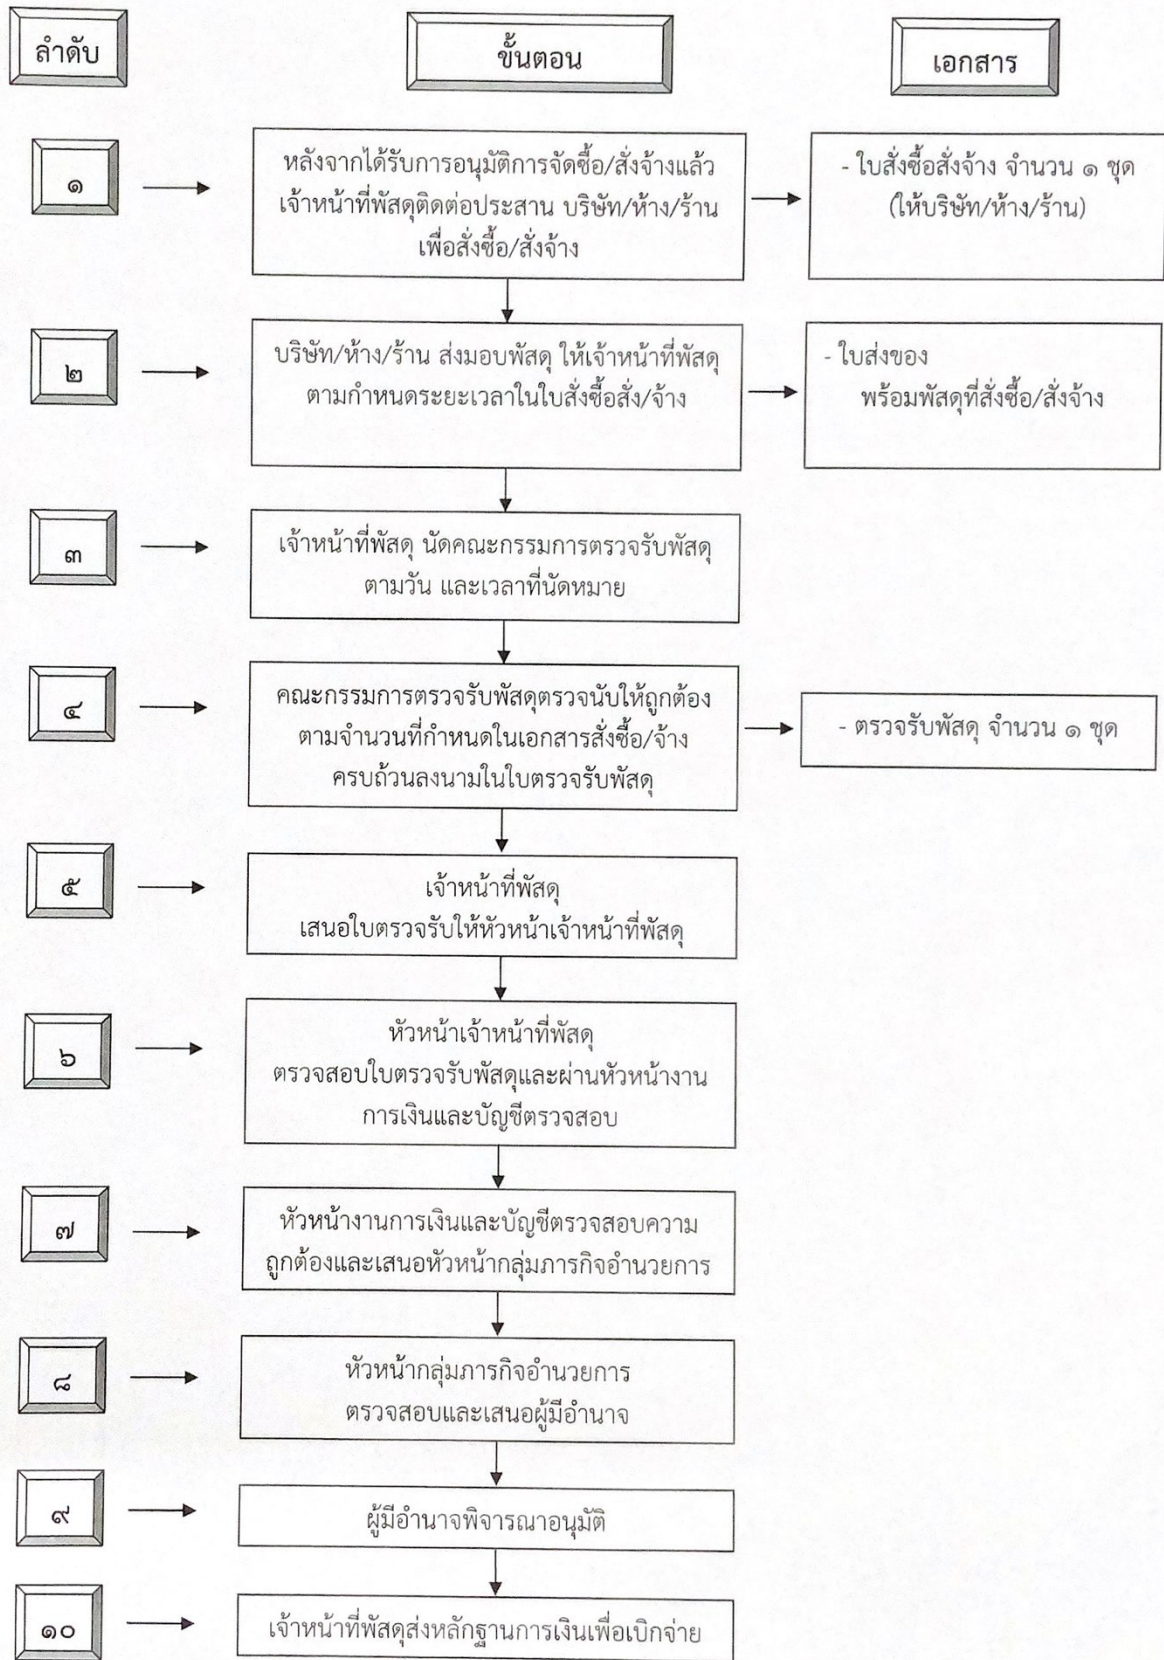 ลำดับ
ขั้นตอน
เอกสาร
๑
หลังจากได้รับการอนุมัติการจัดซื้อ/สั่งจ้างแล้ว
เจ้าหน้าที่พัสดุติดต่อประสาน บริษัท/ห้าง/ร้าน
เพื่อสั่งซื้อ/สั่งจ้าง
- ใบสั่งซื้อสั่งจ้าง จำนวน ๑ ชุด
(ให้บริษัท/ห้าง/ร้าน)
๒
บริษัท/ห้าง/ร้าน ส่งมอบพัสดุ ให้เจ้าหน้าที่พัสดุ
ตามกำหนดระยะเวลาในใบสั่งซื้อสั่ง/จ้าง
- ใบส่งของ
พร้อมพัสดุที่สั่งซื้อ/สั่งจ้าง
๓
เจ้าหน้าที่พัสดุ นัดคณะกรรมการตรวจรับพัสดุ
ตามวัน และเวลาที่นัดหมาย
๔
คณะกรรมการตรวจรับพัสดุตรวจนับให้ถูกต้อง
ตามจำนวนที่กำหนดในเอกสารสั่งซื้อ/จ้าง
ครบถ้วนลงนามในใบตรวจรับพัสดุ
- ตรวจรับพัสดุ จำนวน ๑ ชุด
๕
เจ้าหน้าที่พัสดุ
เสนอใบตรวจรับให้หัวหน้าเจ้าหน้าที่พัสดุ
๖
หัวหน้าเจ้าหน้าที่พัสดุ
ตรวจสอบใบตรวจรับพัสดุและผ่านหัวหน้างาน
การเงินและบัญชีตรวจสอบ
๗
หัวหน้างานการเงินและบัญชีตรวจสอบความ
ถูกต้องและเสนอหัวหน้ากลุ่มภารกิจอำนวยการ
๘
หัวหน้ากลุ่มภารกิจอำนวยการ
ตรวจสอบและเสนอผู้มีอำนาจ
๙
ผู้มีอำนาจพิจารณาอนุมัติ
๑๐
เจ้าหน้าที่พัสดุส่งหลักฐานการเงินเพื่อเบิกจ่าย